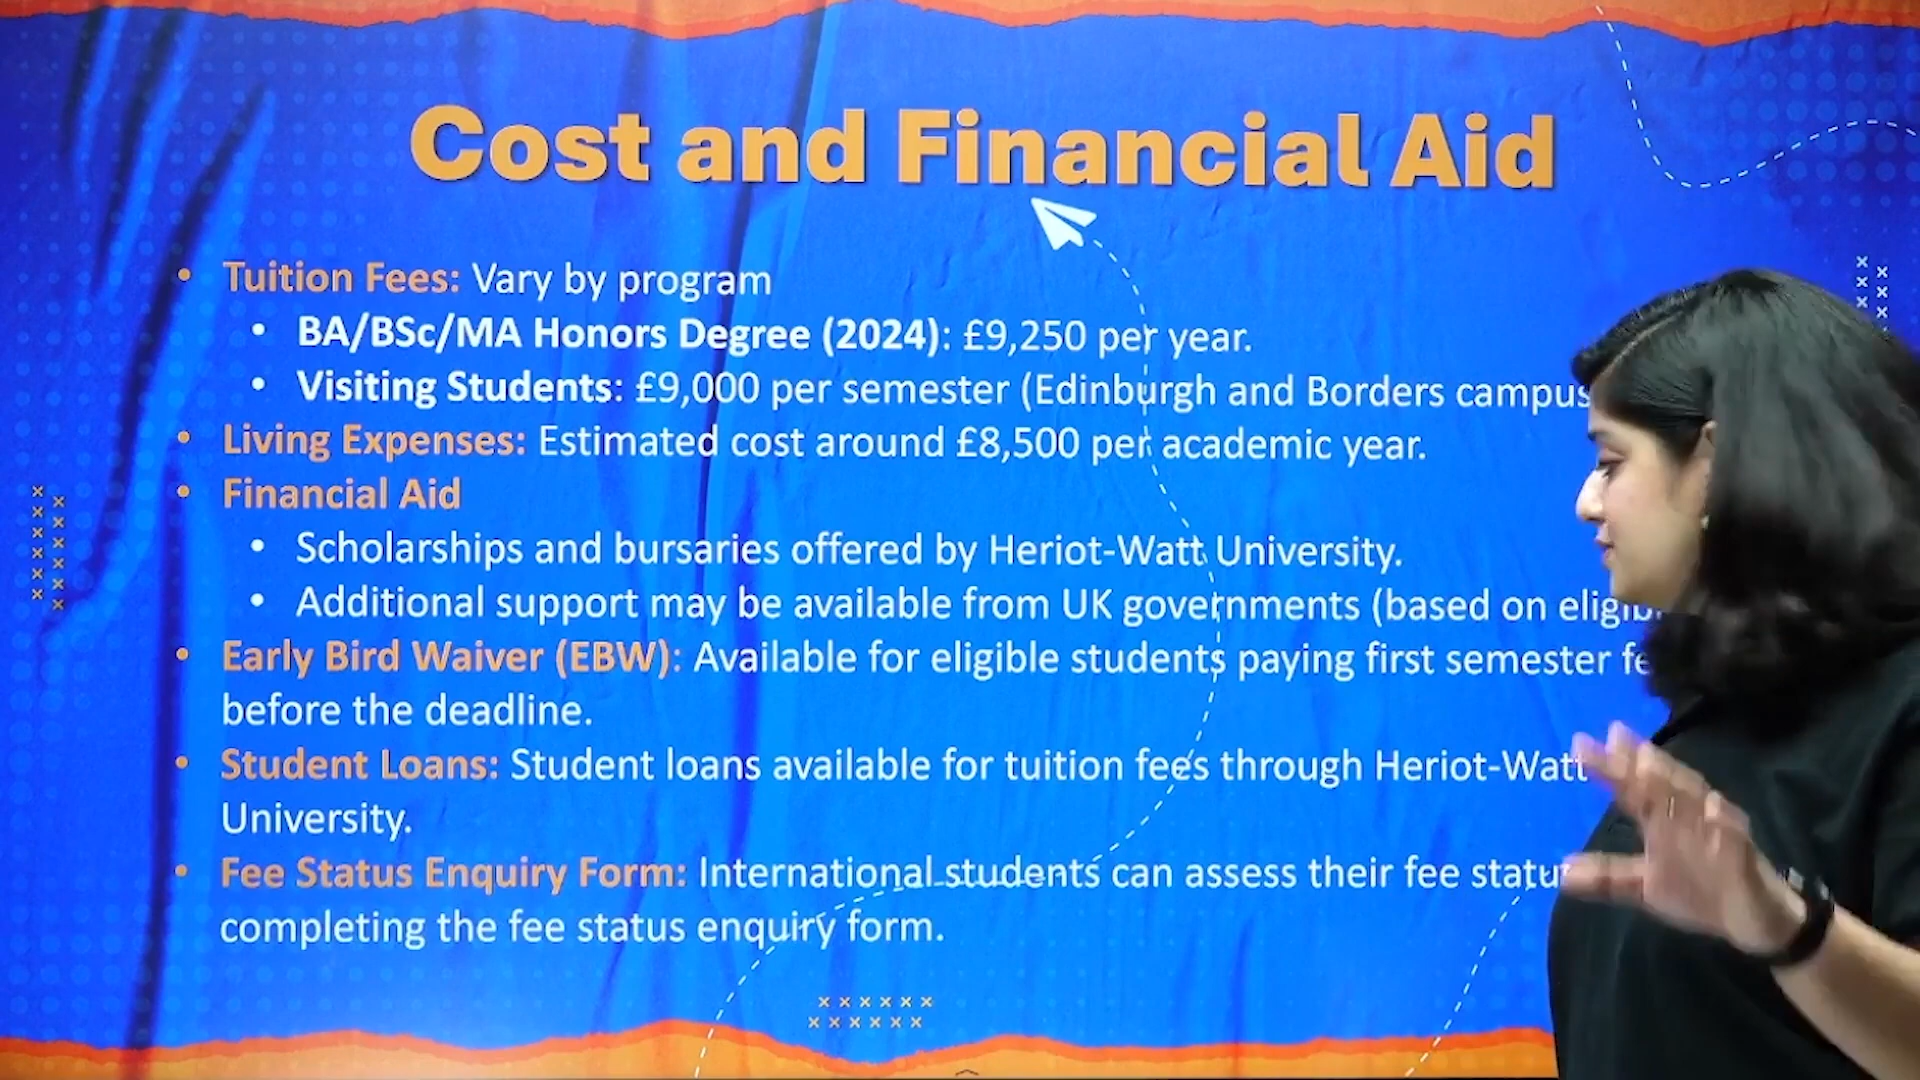 Cost and Financial Aid
• Tuition Fees: Vary by program
• BA/BSc/MA Honors Degree (2024): £9,250 per year.
• Visiting Students: £9,000 per semester (Edinburgh and Borders campus
• Living Expenses: Estimated cost around £8,500 per academic year.
• Financial Aid
• Scholarships and bursaries offered by Heriot-Watt University.
• Additional support may be available from UK governments (based on
• Early Bird Waiver (EBW): Available for eligible students paying first semester
before the deadline.
• Student Loans: Student loans available for tuition fees through Heriot-Watt
University.
• Fee Status Enquiry Form: International students can assess their fee
completing the fee status enquiry form.